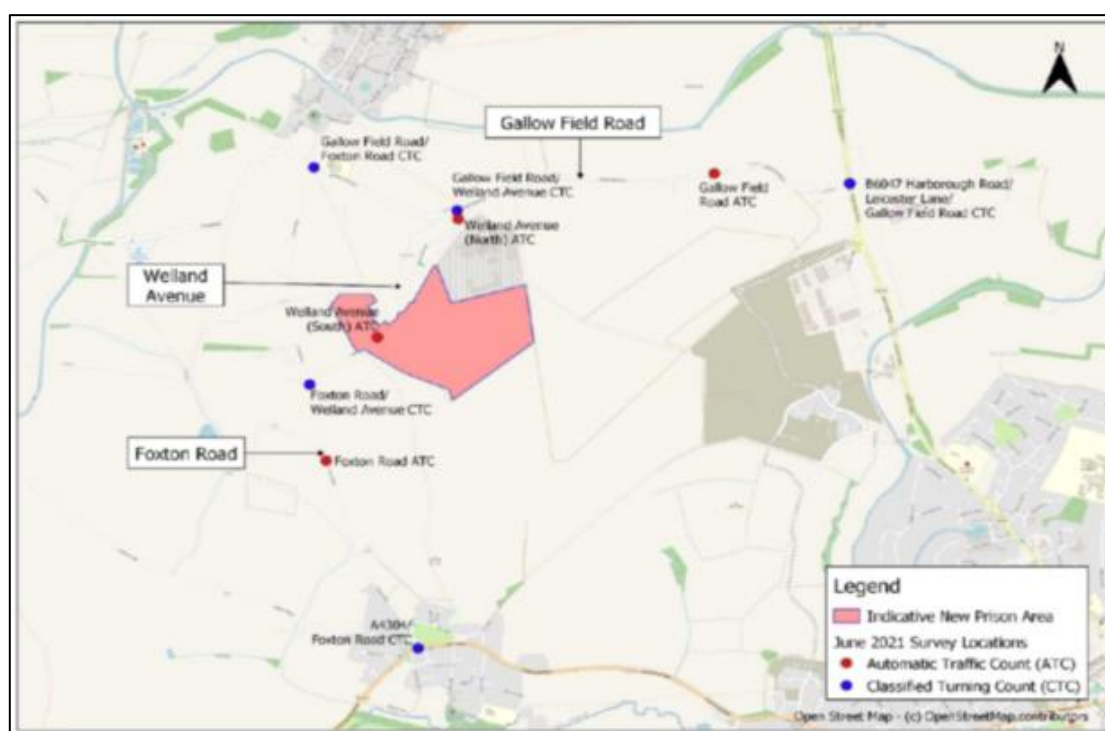 N
Gallow Field Road
Gallow Field Road/
Foxton Road CTC
Gallow Field Road/
Welland Avenue CTC
Welland Avenue
(North) ATC
Gallow Field
Road ATC
B6047 Harborough Road/
Leicester Lane/
Gallow Field Road CTC
Welland
Avenue
Welland Avenue
(South) ATC
Foxton Road/
Welland Avenue CTC
Foxton Road
Foxton Road ATC
A4304/
Foxton Road CTC
Legend
Indicative New Prison Area
June 2021 Survey Locations
Automatic Traffic Count (ATC)
Classified Turning Count (CTC)
Open Street Map - (c) OpenStreetMap contributors